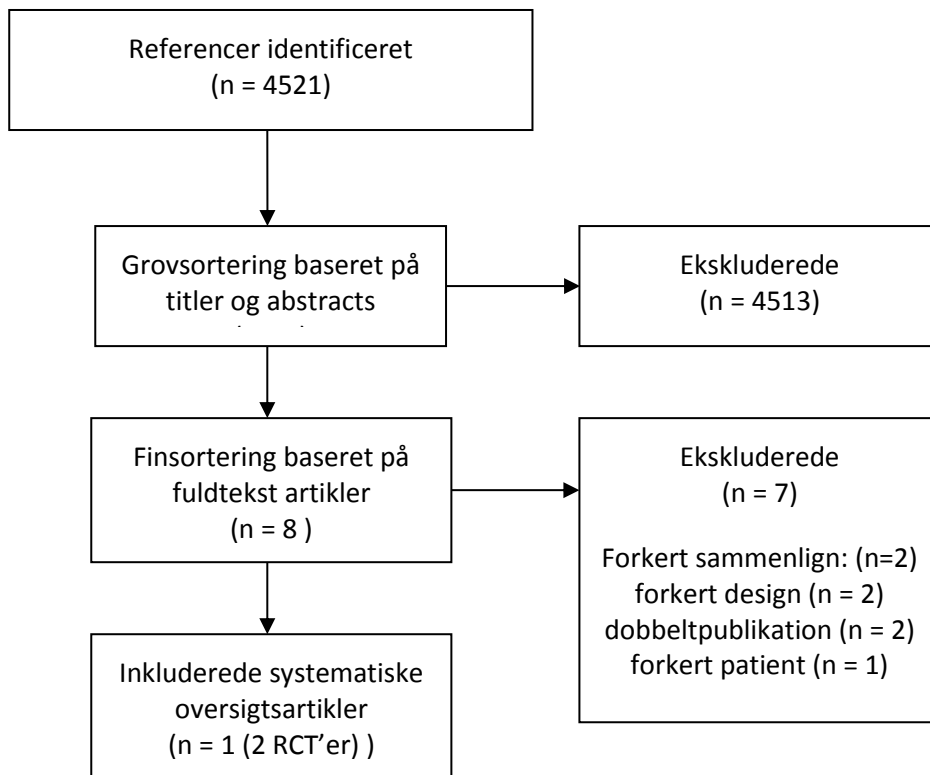 Referencer identificeret
(n = 4521)
Grovsortering baseret på
titler og abstracts
Ekskluderede
(n = 4513)
Finsortering baseret på
fuldtekst artikler
(n = 8 )
Ekskluderede
(n = 7)
Forkert sammenlign: (n=2)
forkert design (n = 2)
dobbeltpublikation (n = 2)
forkert patient (n = 1)
Inkluderede systematiske
oversigtsartikler
(n = 1 (2 RCT’er) )